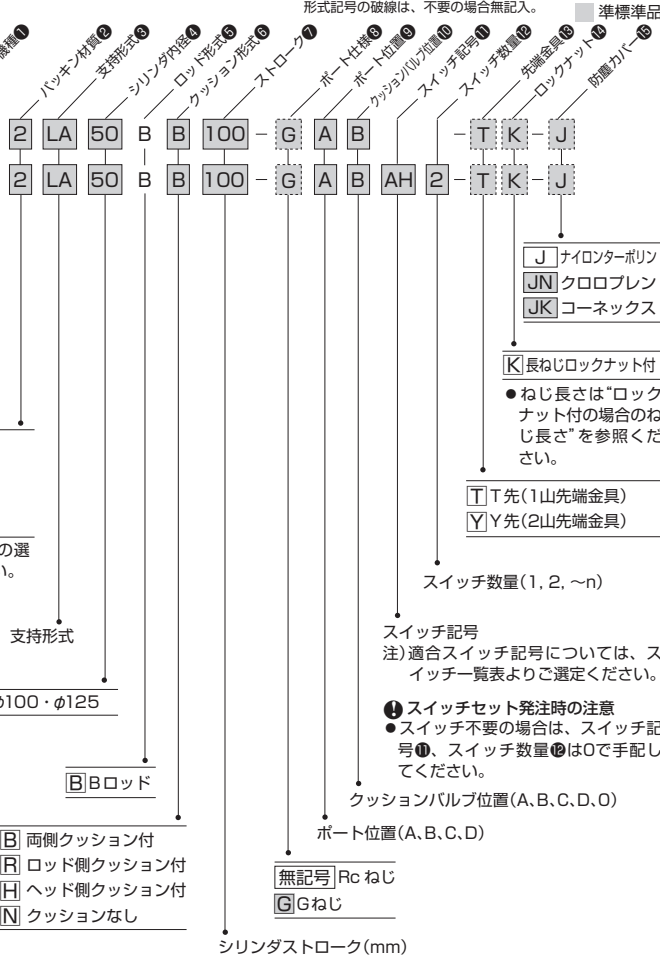 形式記号の破線は、不要の場合無記入。
準標準品
機種❶
パッキン材質❷
支持形式❸
シリンダ内径❹
ロッド形式❺
クッション形式❻
ストローク❼
ポート仕様❽
ポート位置❾
クッションバルブ位置❿
スイッチ記号⓫
スイッチ数量⓬
先端金具⓭
ロックナット⓮
防塵カバー⓯
2 LA 50 B B 100 - G A B - T K - J
2 LA 50 B B 100 - G A B AH 2 - T K - J
J ナイロンターポリン
JN クロロプレン
JK コーネックス
K 長ねじロックナット付
●ねじ長さは“ロック
ナット付の場合のね
じ長さ”を参照くだ
さい。
T T先(1山先端金具)
Y Y先(2山先端金具)
の選
い。
スイッチ数量(1, 2, ~n)
支持形式
スイッチ記号
注)適合スイッチ記号については、ス
イッチ一覧表よりご選定ください。
φ100・φ125
スイッチセット発注時の注意
●スイッチ不要の場合は、スイッチ記
号⓫、スイッチ数量⓬は0で手配し
てください。
B Bロッド
クッションバルブ位置(A、B、C、D、0)
ポート位置(A、B、C、D)
B 両側クッション付
R ロッド側クッション付
H ヘッド側クッション付
N クッションなし
無記号 Rc ねじ
G Gねじ
シリンダストローク(mm)